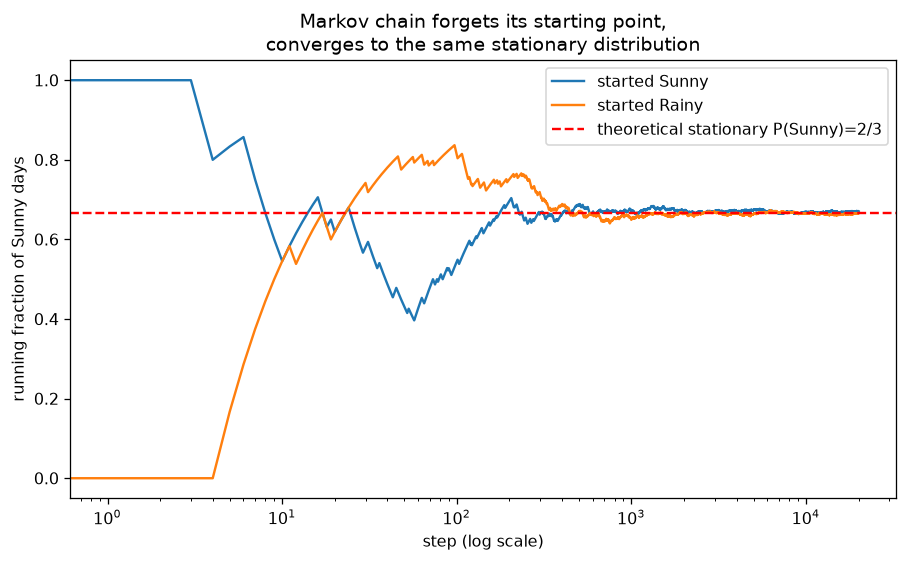 Markov chain forgets its starting point,
converges to the same stationary distribution
started Sunny
started Rainy
theoretical stationary P(Sunny)=2/3
running fraction of Sunny days
1.0
0.8
0.6
0.4
0.2
0.0
10⁰
10¹
10²
10³
10⁴
step (log scale)